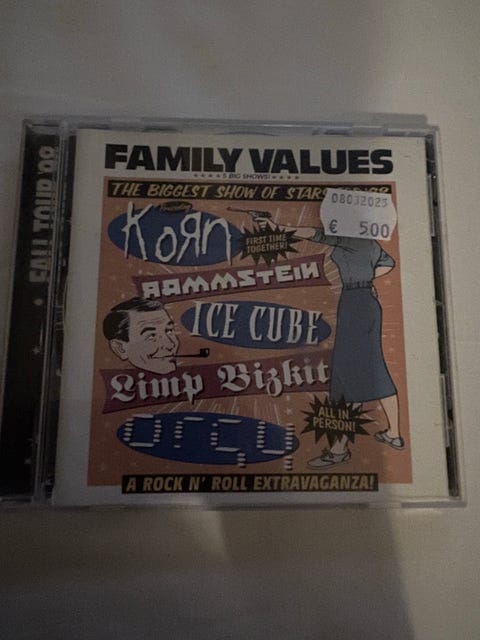 FALL TOUR '98
FAMILY VALUES
5 BIG SHOWS!
THE BIGGEST SHOW OF STARS
08032023
€ 5.00
KoЯn
FIRST TIME
TOGETHER!
RAMMSTEIN
ICE CUBE
Limp Bizkit
orgy
ALL IN
PERSON!
A ROCK N' ROLL EXTRAVAGANZA!